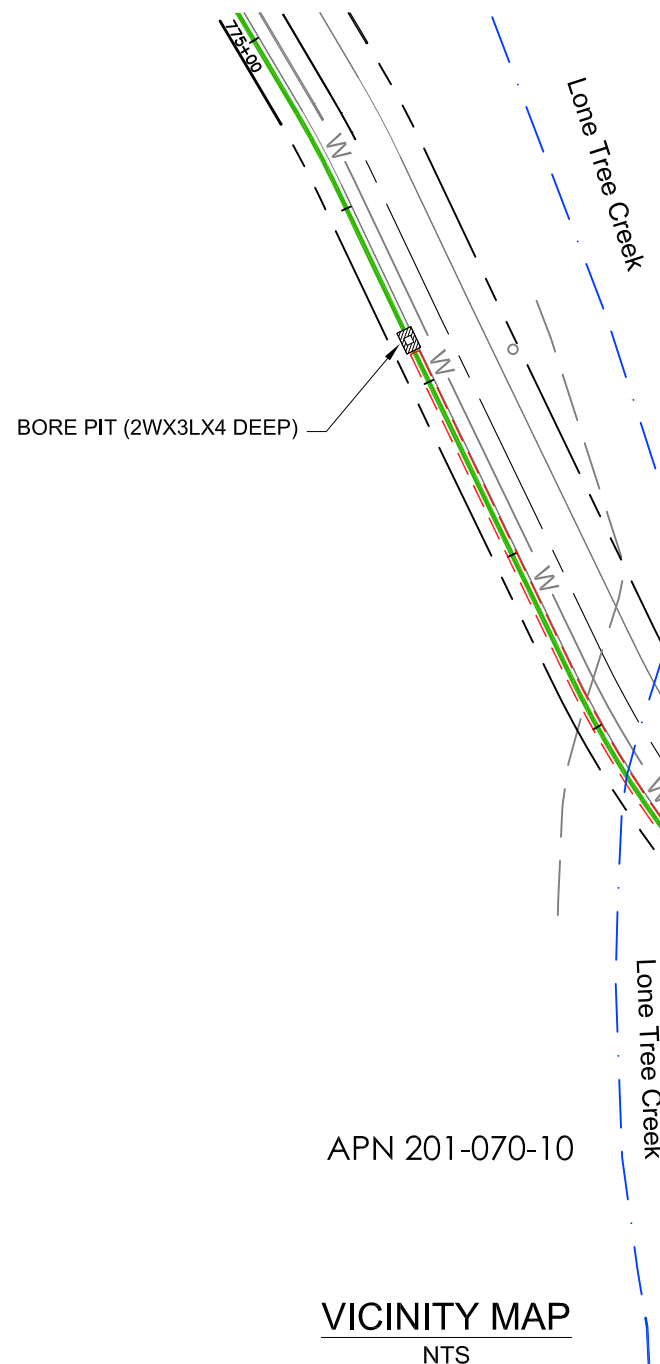 775+00
Lone Tree Creek
W
W
BORE PIT (2WX3LX4 DEEP)
W
W
Lone Tree Creek
APN 201-070-10
VICINITY MAP
NTS